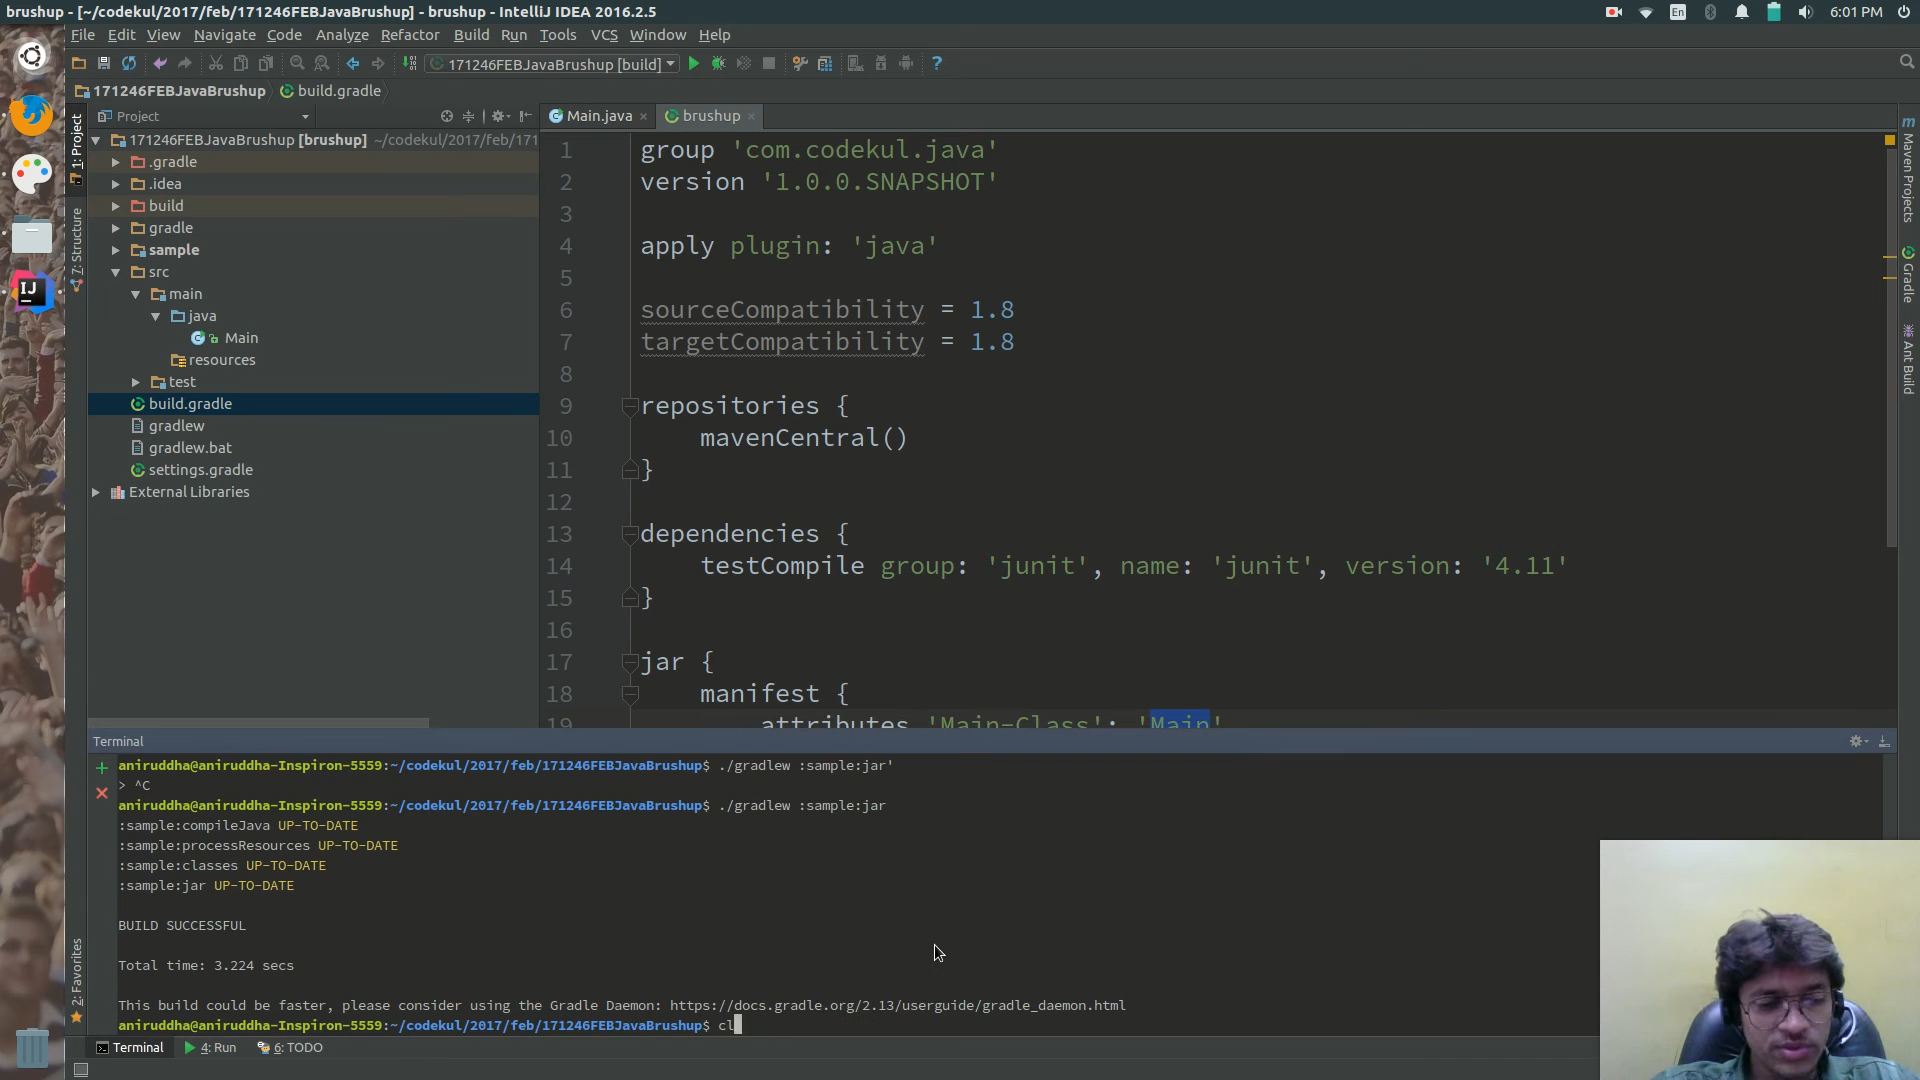 brushup - [~/codekul/2017/feb/171246FEBJavaBrushup] - brushup - IntelliJ IDEA 2016.2.5
En
6:01 PM
File Edit View Navigate Code Analyze Refactor Build Run Tools VCS Window Help
171246FEBJavaBrushup [build]
171246FEBJavaBrushup build.gradle
Project
Main.java
brushup
1: Project
7: Structure
2: Favorites
171246FEBJavaBrushup [brushup] ~/codekul/2017/feb/171
.gradle
.idea
build
gradle
sample
src
main
java
Main
resources
test
build.gradle
gradlew
gradlew.bat
settings.gradle
External Libraries
1 group 'com.codekul.java'
2 version '1.0.0.SNAPSHOT'
3
4 apply plugin: 'java'
5
6 sourceCompatibility = 1.8
7 targetCompatibility = 1.8
8
9 repositories {
10     mavenCentral()
11 }
12
13 dependencies {
14     testCompile group: 'junit', name: 'junit', version: '4.11'
15 }
16
17 jar {
18     manifest {
19         attributes 'Main-Class': 'Main'
Maven Projects
Gradle
Ant Build
Terminal
aniruddha@aniruddha-Inspiron-5559:~/codekul/2017/feb/171246FEBJavaBrushup$ ./gradlew :sample:jar'
> ^C
aniruddha@aniruddha-Inspiron-5559:~/codekul/2017/feb/171246FEBJavaBrushup$ ./gradlew :sample:jar
:sample:compileJava UP-TO-DATE
:sample:processResources UP-TO-DATE
:sample:classes UP-TO-DATE
:sample:jar UP-TO-DATE
BUILD SUCCESSFUL
Total time: 3.224 secs
This build could be faster, please consider using the Gradle Daemon: https://docs.gradle.org/2.13/userguide/gradle_daemon.html
aniruddha@aniruddha-Inspiron-5559:~/codekul/2017/feb/171246FEBJavaBrushup$ cl
Terminal 4: Run 6: TODO